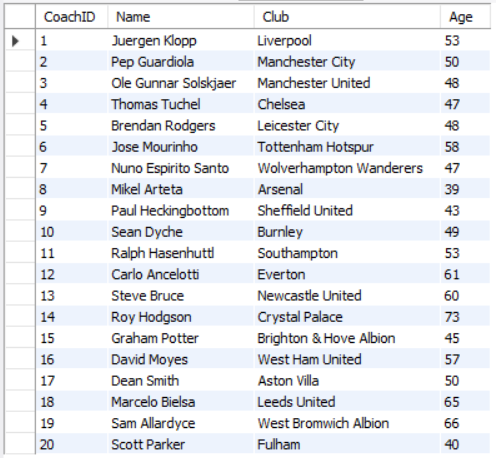 CoachID Name Club Age
1 Juergen Klopp Liverpool 53
2 Pep Guardiola Manchester City 50
3 Ole Gunnar Solskjaer Manchester United 48
4 Thomas Tuchel Chelsea 47
5 Brendan Rodgers Leicester City 48
6 Jose Mourinho Tottenham Hotspur 58
7 Nuno Espirito Santo Wolverhampton Wanderers 47
8 Mikel Arteta Arsenal 39
9 Paul Heckingbottom Sheffield United 43
10 Sean Dyche Burnley 49
11 Ralph Hasenhuttl Southampton 53
12 Carlo Ancelotti Everton 61
13 Steve Bruce Newcastle United 60
14 Roy Hodgson Crystal Palace 73
15 Graham Potter Brighton & Hove Albion 45
16 David Moyes West Ham United 57
17 Dean Smith Aston Villa 50
18 Marcelo Bielsa Leeds United 65
19 Sam Allardyce West Bromwich Albion 66
20 Scott Parker Fulham 40